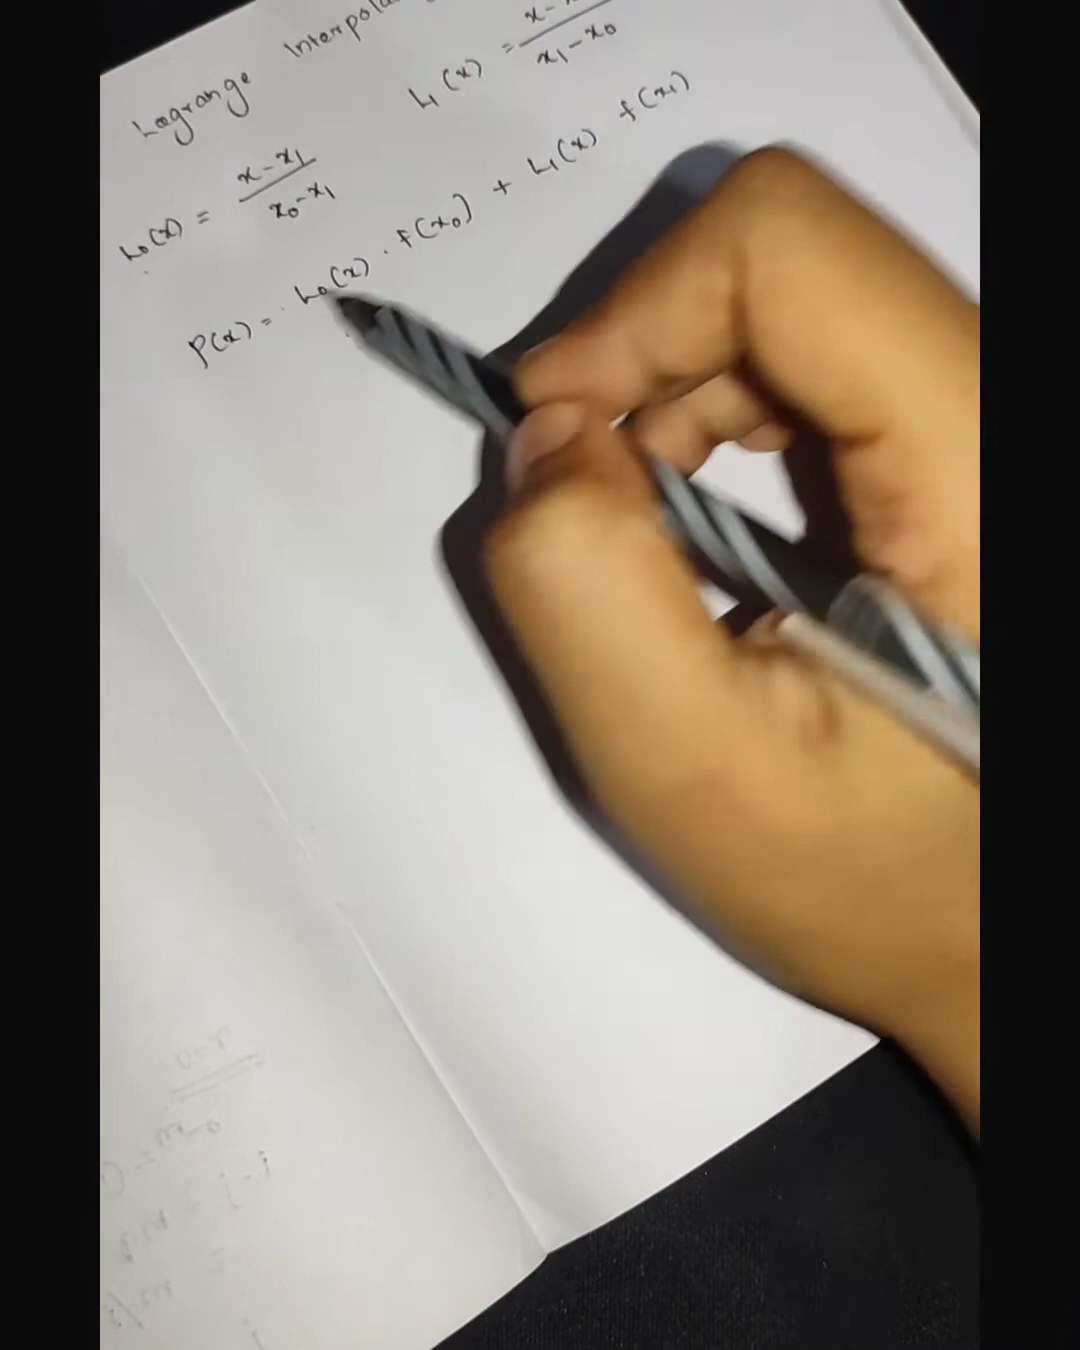 Lagrange Interpola
L₀(x) = (x-x₁)/(x₀-x₁)
L₁(x) = x- / (x₁-x₀)
P(x) = L₀(x) . f(x₀) + L₁(x) f(x₁)